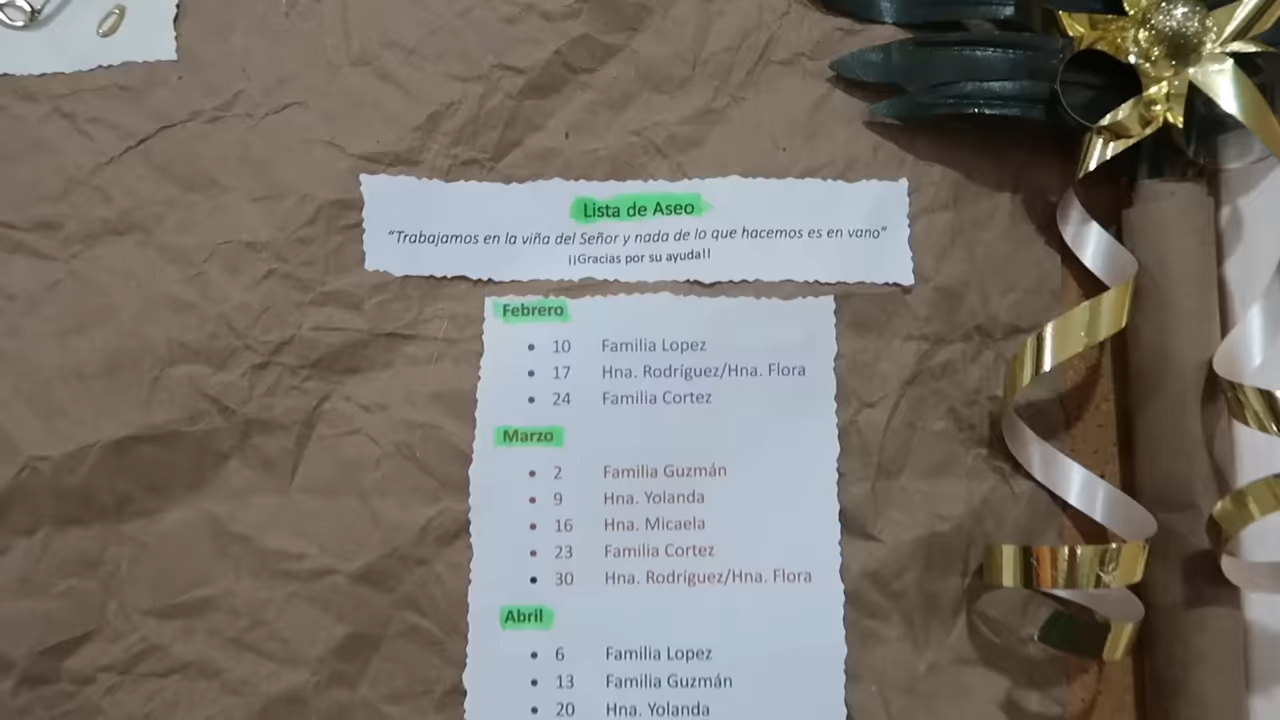 Lista de Aseo
“Trabajamos en la viña del Señor y nada de lo que hacemos es en vano”
¡¡Gracias por su ayuda!!
Febrero
• 10 Familia Lopez
• 17 Hna. Rodríguez/Hna. Flora
• 24 Familia Cortez
Marzo
• 2 Familia Guzmán
• 9 Hna. Yolanda
• 16 Hna. Micaela
• 23 Familia Cortez
• 30 Hna. Rodríguez/Hna. Flora
Abril
• 6 Familia Lopez
• 13 Familia Guzmán
• 20 Hna. Yolanda